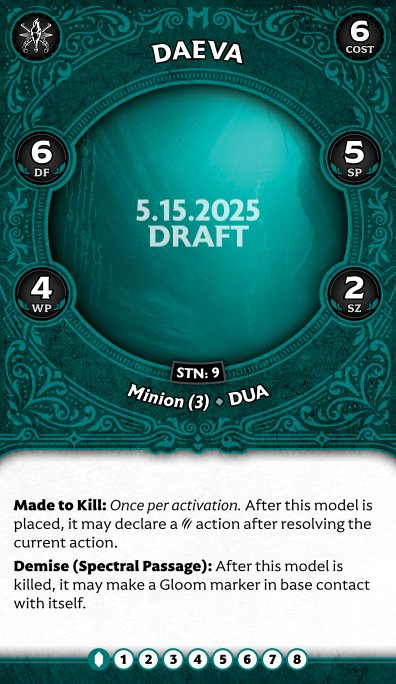 DAEVA
6
COST
6
DF
5
SP
5.15.2025
DRAFT
4
WP
2
SZ
STN: 9
Minion (3) ◆ DUA
Made to Kill: Once per activation. After this model is
placed, it may declare a action after resolving the
current action.
Demise (Spectral Passage): After this model is
killed, it may make a Gloom marker in base contact
with itself.
1 2 3 4 5 6 7 8